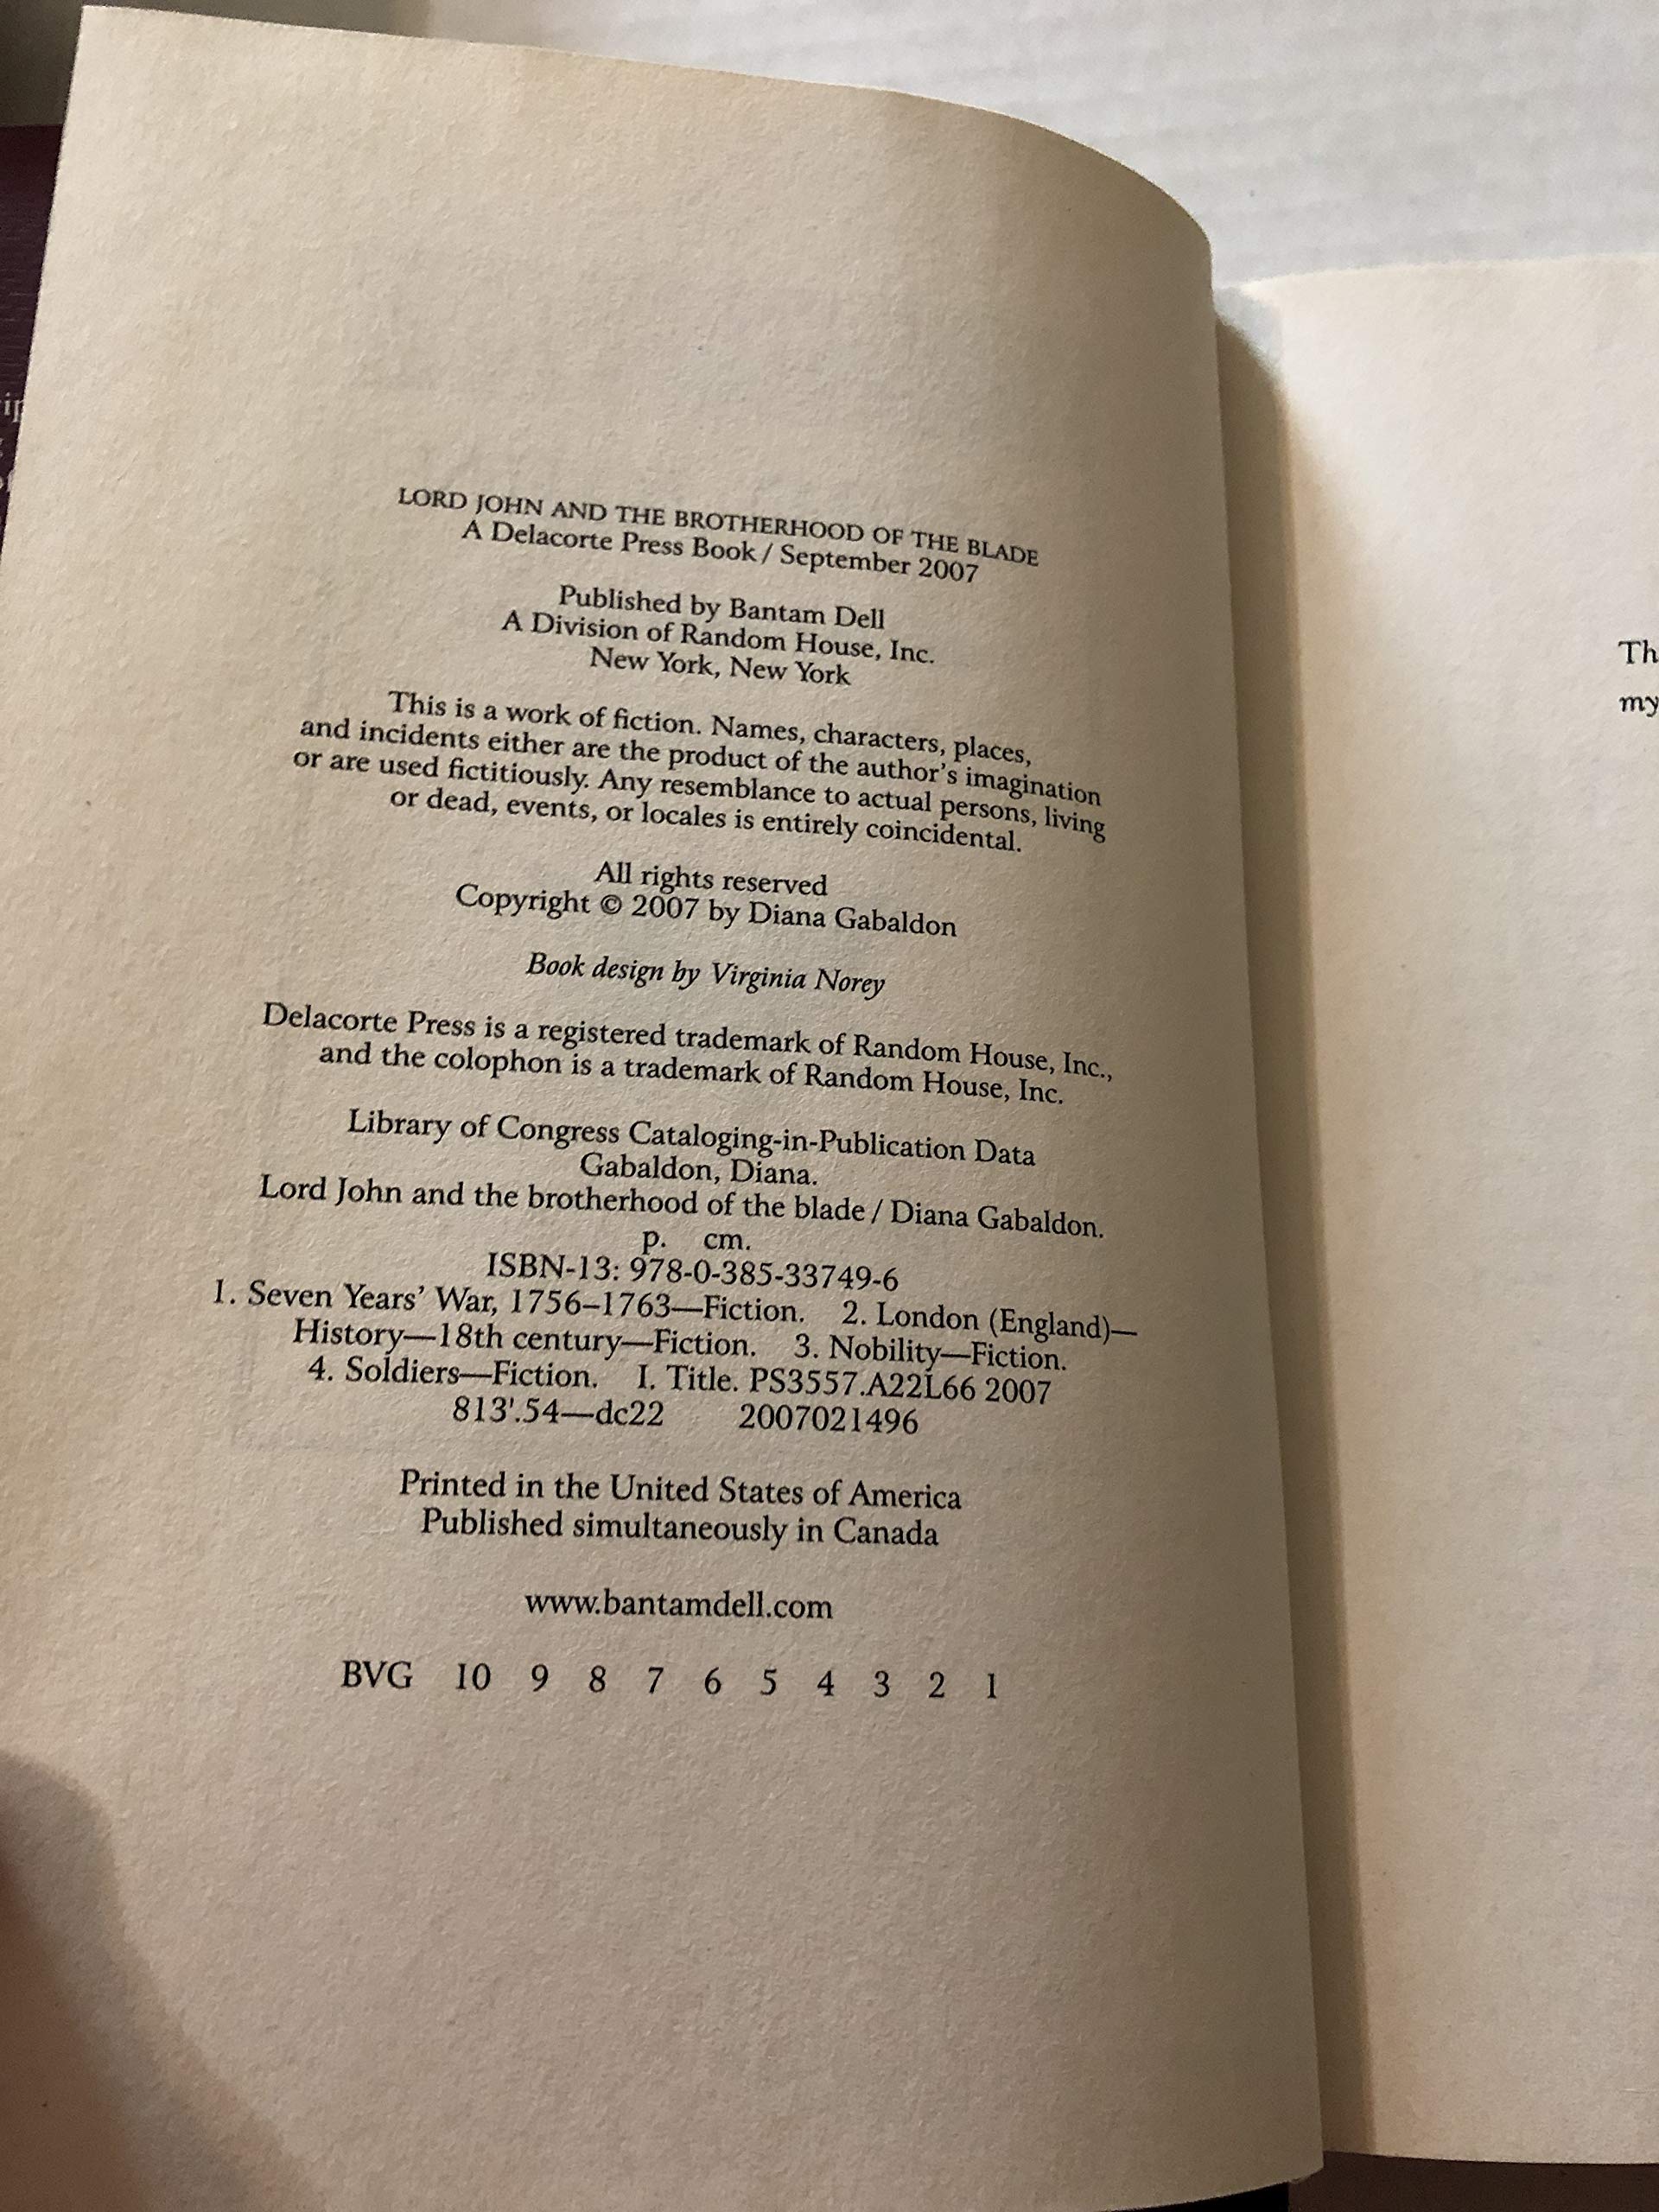 LORD JOHN AND THE BROTHERHOOD OF THE BLADE
A Delacorte Press Book / September 2007
Published by Bantam Dell
A Division of Random House, Inc.
New York, New York
This is a work of fiction. Names, characters, places,
and incidents either are the product of the author's imagination
or are used fictitiously. Any resemblance to actual persons, living
or dead, events, or locales is entirely coincidental.
All rights reserved
Copyright © 2007 by Diana Gabaldon
Book design by Virginia Norey
Delacorte Press is a registered trademark of Random House, Inc.,
and the colophon is a trademark of Random House, Inc.
Library of Congress Cataloging-in-Publication Data
Gabaldon, Diana.
Lord John and the brotherhood of the blade / Diana Gabaldon.
p. cm.
ISBN-13: 978-0-385-33749-6
1. Seven Years' War, 1756–1763—Fiction. 2. London (England)—
History—18th century—Fiction. 3. Nobility—Fiction.
4. Soldiers—Fiction. I. Title. PS3557.A22L66 2007
813'.54—dc22 2007021496
Printed in the United States of America
Published simultaneously in Canada
www.bantamdell.com
BVG 10 9 8 7 6 5 4 3 2 1
Th
my